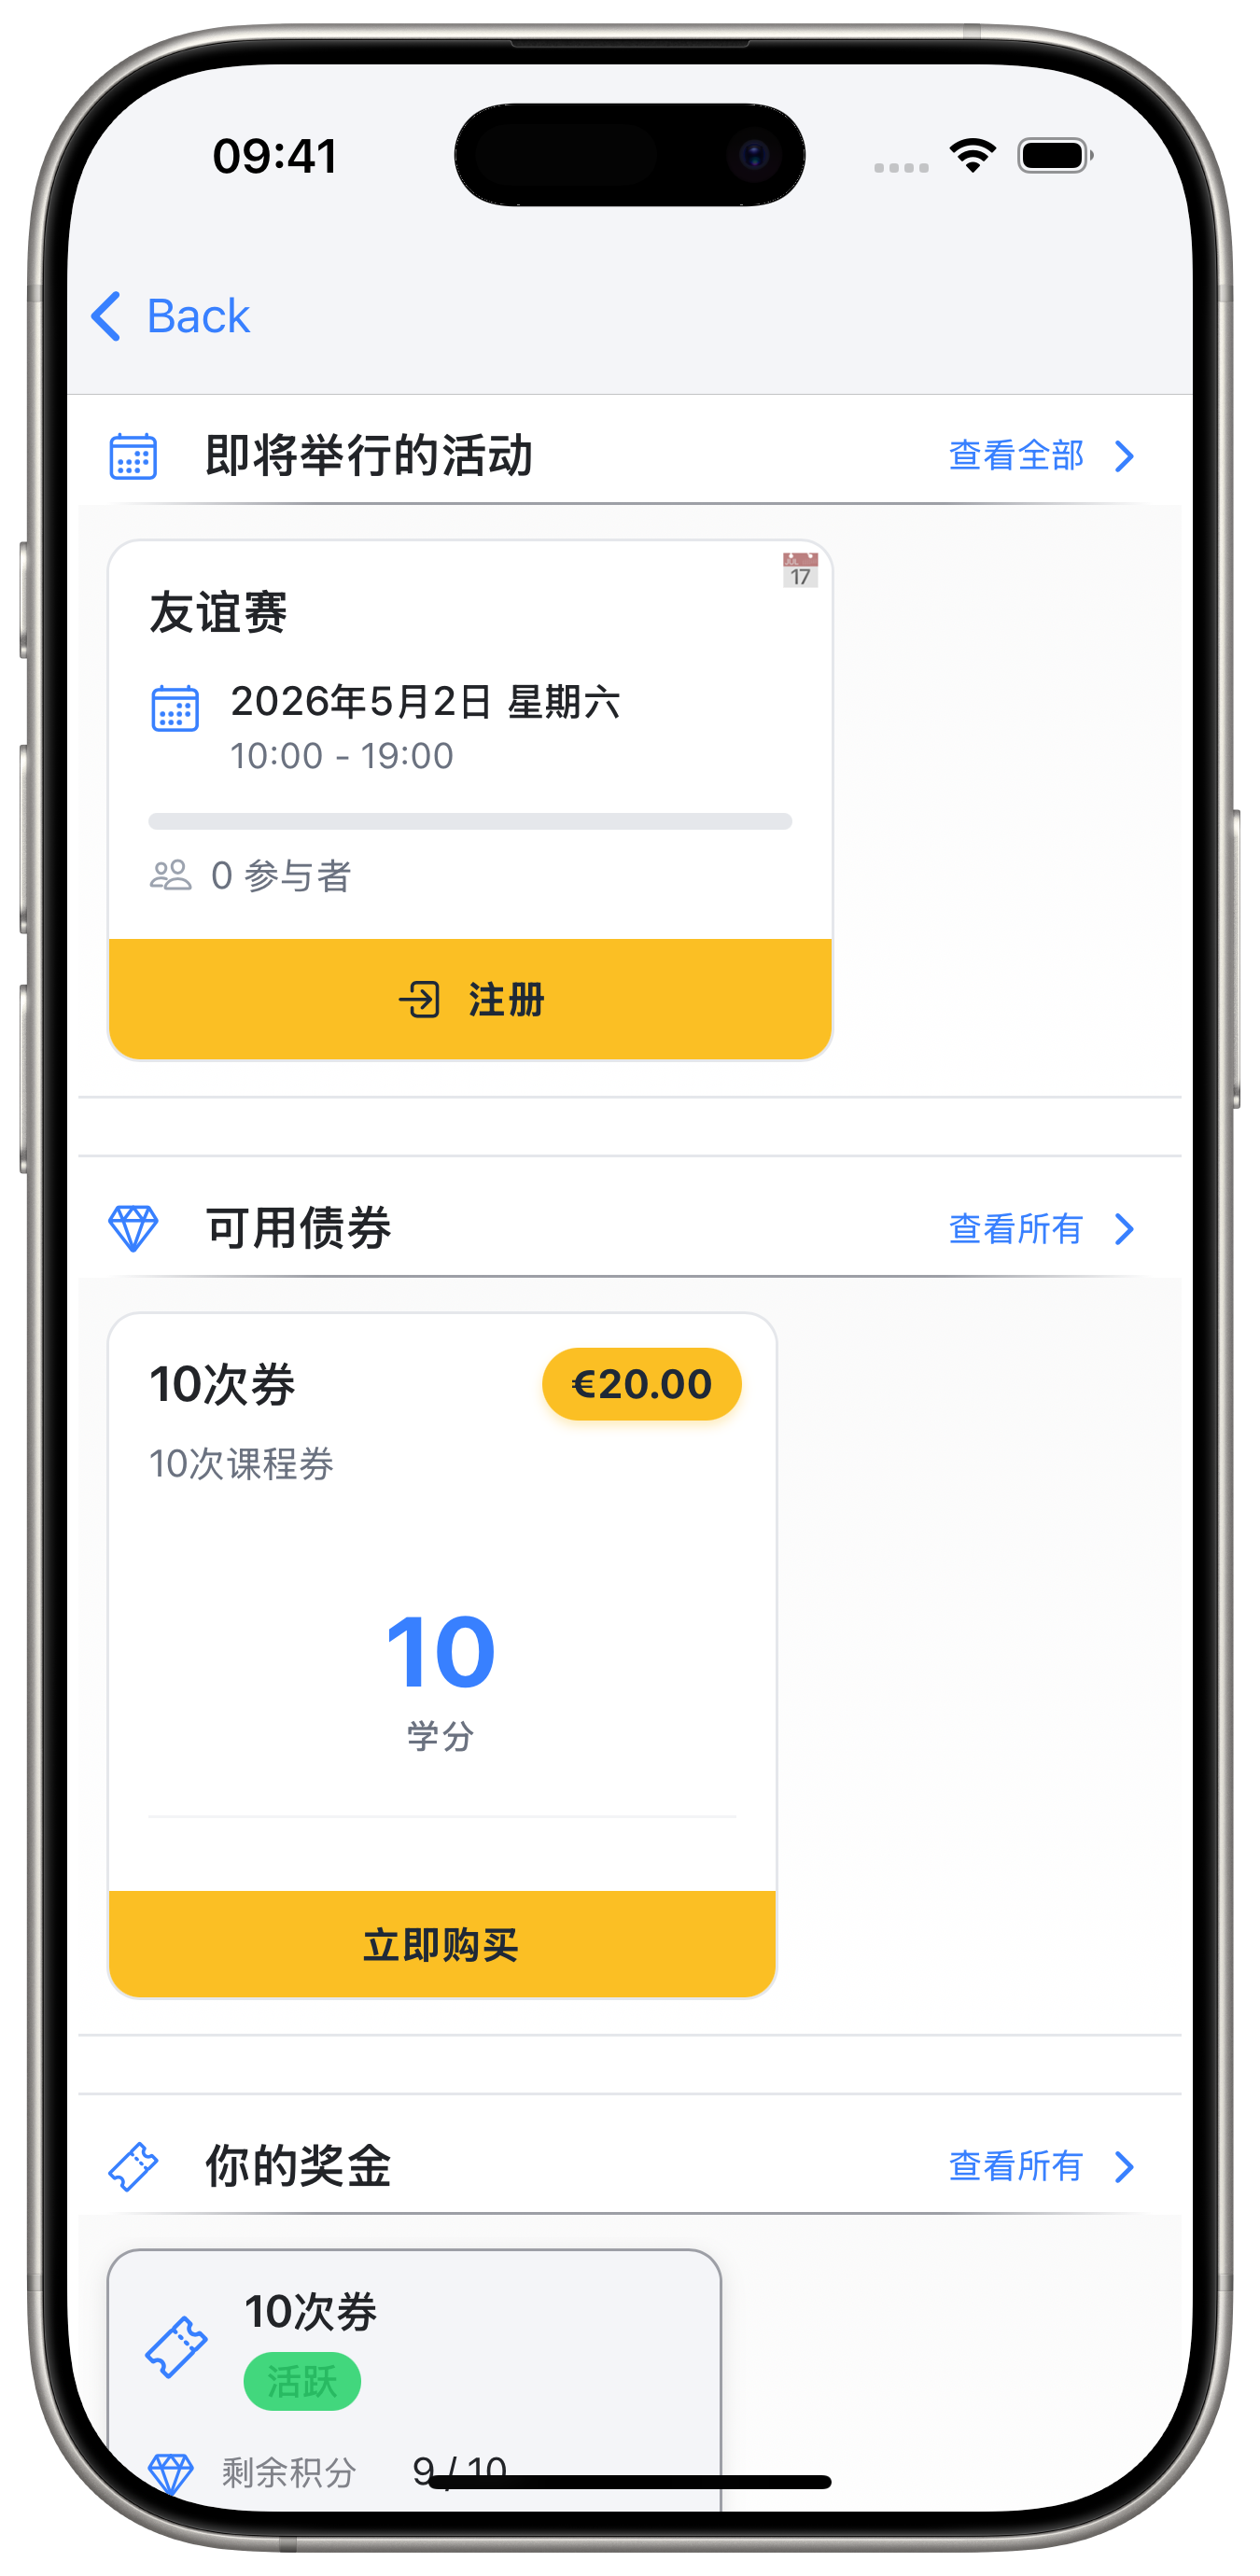 09:41
Back
即将举行的活动
查看全部
17
友谊赛
2026年5月2日 星期六
10:00 - 19:00
0 参与者
注册
可用债券
查看所有
10次券
€20.00
10次课程券
10
学分
立即购买
你的奖金
查看所有
10次券
活跃
剩余积分
9 / 10